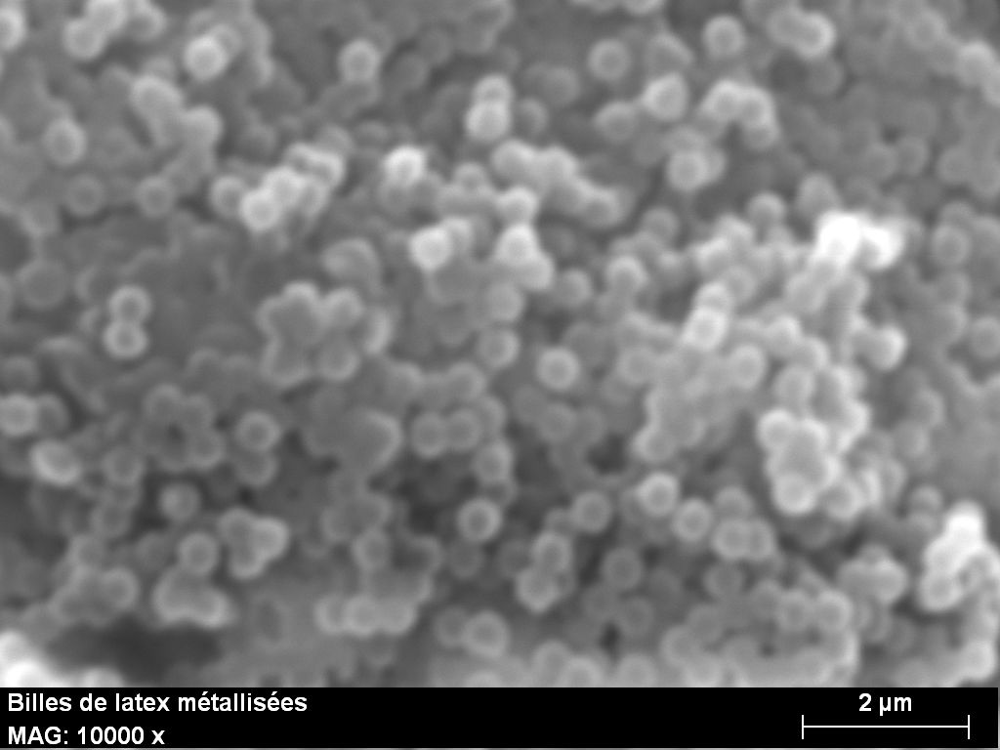 Billes de latex métallisées
2 µm
MAG: 10000 x